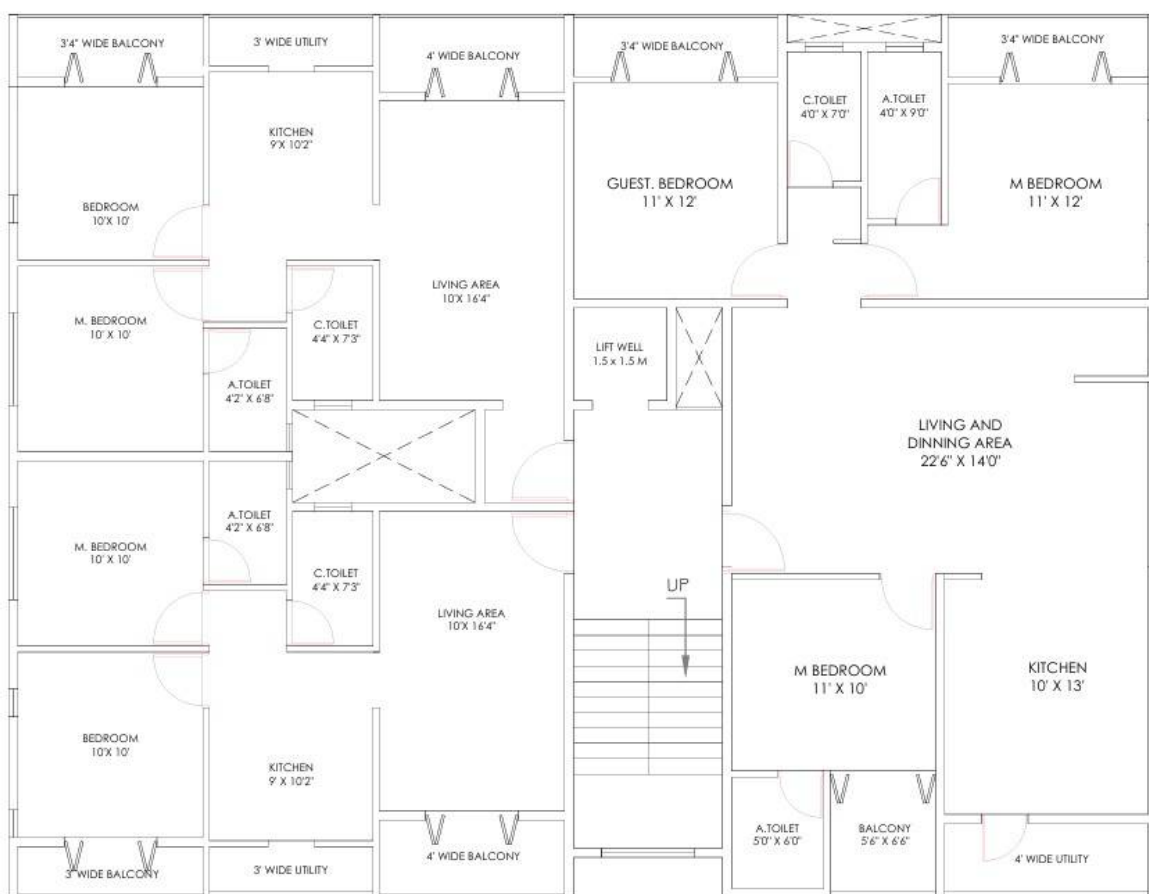 3'4" WIDE BALCONY
3' WIDE UTILITY
4' WIDE BALCONY
3'4" WIDE BALCONY
3'4" WIDE BALCONY
C.TOILET
4'0" X 7'0"
A.TOILET
4'0" X 9'0"
KITCHEN
9'X 10'2"
GUEST. BEDROOM
11' X 12'
M BEDROOM
11' X 12'
BEDROOM
10'X 10'
LIVING AREA
10'X 16'4"
M. BEDROOM
10' X 10'
C.TOILET
4'4" X 7'3"
LIFT WELL
1.5 x 1.5 M
A.TOILET
4'2" X 6'8"
LIVING AND
DINNING AREA
22'6" X 14'0"
A.TOILET
4'2" X 6'8"
M. BEDROOM
10' X 10'
C.TOILET
4'4" X 7'3"
UP
LIVING AREA
10'X 16'4"
M BEDROOM
11' X 10'
KITCHEN
10' X 13'
BEDROOM
10'X 10'
KITCHEN
9' X 10'2"
A.TOILET
5'0" X 6'0"
BALCONY
5'6" X 6'6"
4' WIDE BALCONY
4' WIDE UTILITY
3' WIDE BALCONY
3' WIDE UTILITY